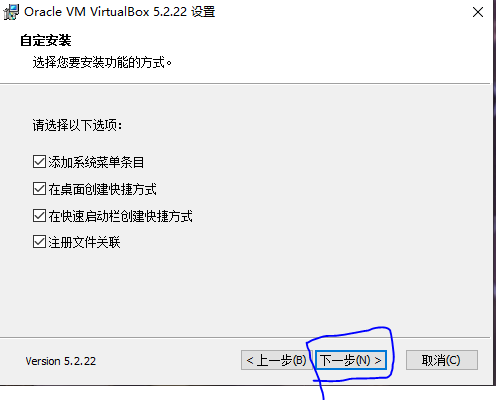 Oracle VM VirtualBox 5.2.22 设置
自定安装
选择您要安装功能的方式。
请选择以下选项：
添加系统菜单条目
在桌面创建快捷方式
在快速启动栏创建快捷方式
注册文件关联
Version 5.2.22 < 上一步(B) 下一步(N) > 取消(C)